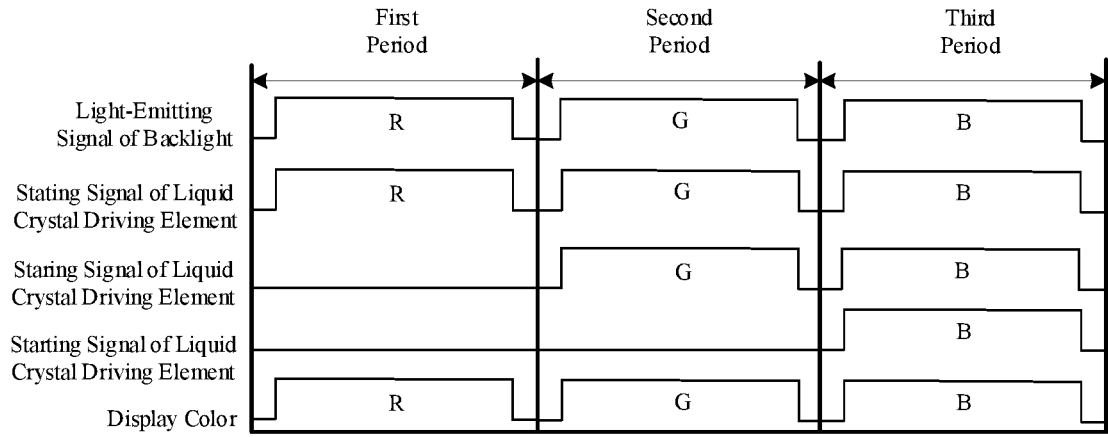 First
Period
Second
Period
Third
Period
Light-Emitting
Signal of Backlight
R
G
B
Stating Signal of Liquid
Crystal Driving Element
R
G
B
Staring Signal of Liquid
Crystal Driving Element
G
B
Starting Signal of Liquid
Crystal Driving Element
B
Display Color
R
G
B